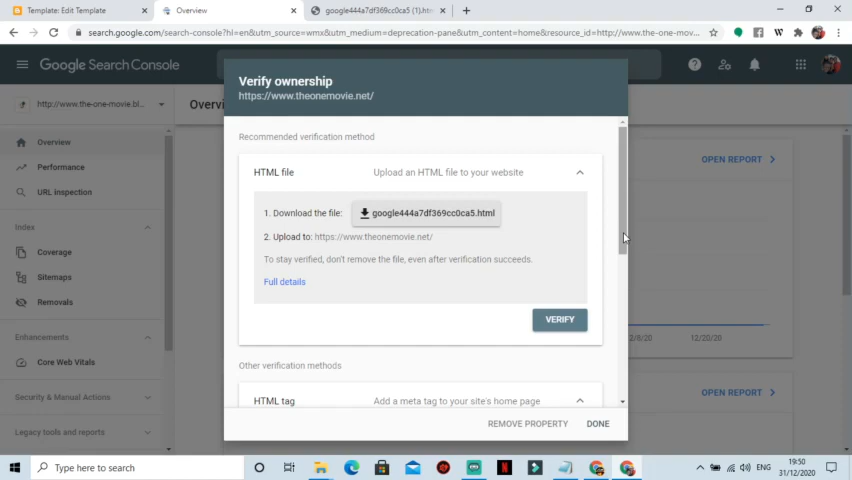 Template: Edit Template
Overview
google444a7df369cc0ca5 (1).htm
search.google.com/search-console?hl=en&utm_source=wmx&utm_medium=deprecation-pane&utm_content=home&resource_id=http://www.the-one-mov...
Google Search Console
http://www.the-one-movie.bl...
Overvi
Overview
Performance
URL inspection
Index
Coverage
Sitemaps
Removals
Enhancements
Core Web Vitals
Security & Manual Actions
Legacy tools and reports
Verify ownership
https://www.theonemovie.net/
Recommended verification method
HTML file
Upload an HTML file to your website
1. Download the file:
google444a7df369cc0ca5.html
2. Upload to: https://www.theonemovie.net/
To stay verified, don't remove the file, even after verification succeeds.
Full details
VERIFY
Other verification methods
HTML tag
Add a meta tag to your site's home page
REMOVE PROPERTY
DONE
OPEN REPORT
2/8/20
12/20/20
OPEN REPORT
Type here to search
ENG
19:50
31/12/2020